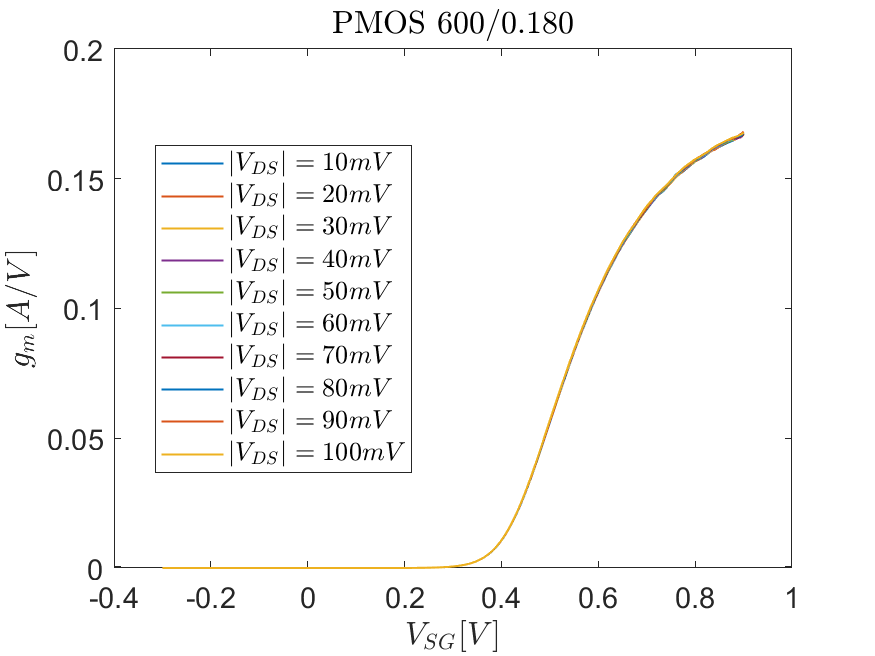 PMOS 600/0.180
0.2
0.15
0.1
0.05
0
g_m[A/V]
|V_DS| = 10mV
|V_DS| = 20mV
|V_DS| = 30mV
|V_DS| = 40mV
|V_DS| = 50mV
|V_DS| = 60mV
|V_DS| = 70mV
|V_DS| = 80mV
|V_DS| = 90mV
|V_DS| = 100mV
-0.4 -0.2 0 0.2 0.4 0.6 0.8 1
V_SG[V]